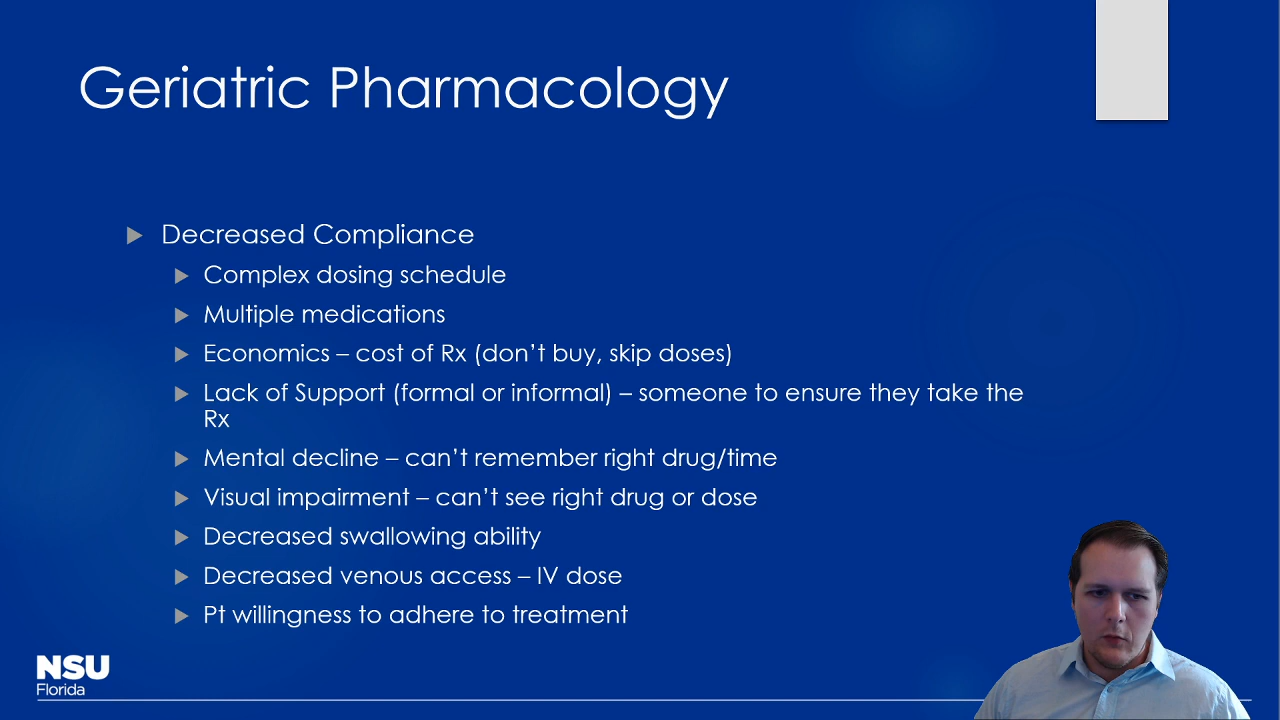 Geriatric Pharmacology
Decreased Compliance
Complex dosing schedule
Multiple medications
Economics – cost of Rx (don’t buy, skip doses)
Lack of Support (formal or informal) – someone to ensure they take the
Rx
Mental decline – can’t remember right drug/time
Visual impairment – can’t see right drug or dose
Decreased swallowing ability
Decreased venous access – IV dose
Pt willingness to adhere to treatment
NSU
Florida